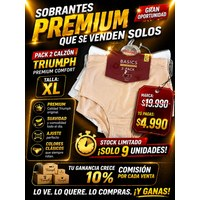 SOBRANTES
PREMIUM
QUE SE VENDEN SOLOS
GRAN
OPORTUNIDAD
PACK 2 CALZÓN
TRIUMPH
PREMIUM COMFORT
TALLA:
XL
PREMIUM
SUAVIDAD
AJUSTE
COLORES
CLÁSICOS
BASICS
MARCA:
$19.990
TÚ PAGAS
$4.990
STOCK LIMITADO
¡SOLO 9 UNIDADES!
TU GANANCIA CRECE
10%
COMISIÓN
POR CADA VENTA
LO VE, LO QUIERE, LO COMPRAS. ¡Y GANAS!